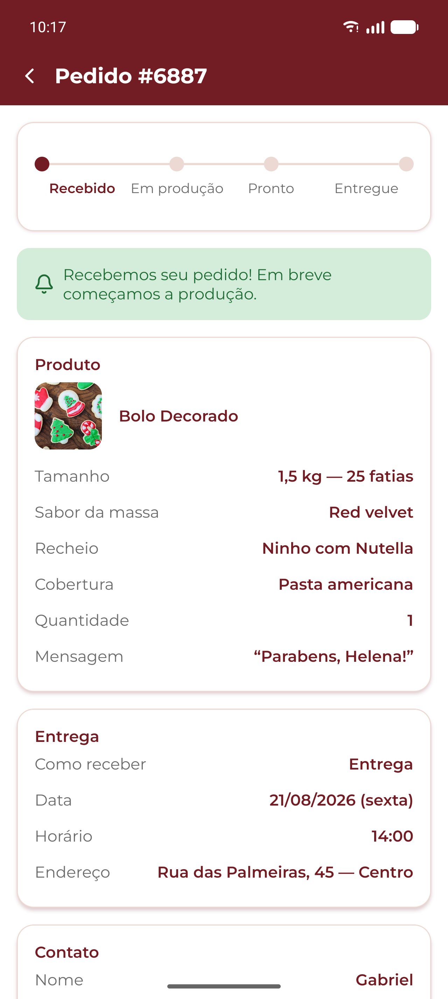 10:17
Pedido #6887
Recebido Em produção Pronto Entregue
Recebemos seu pedido! Em breve
começamos a produção.
Produto
Bolo Decorado
Tamanho 1,5 kg — 25 fatias
Sabor da massa Red velvet
Recheio Ninho com Nutella
Cobertura Pasta americana
Quantidade 1
Mensagem “Parabens, Helena!”
Entrega
Como receber Entrega
Data 21/08/2026 (sexta)
Horário 14:00
Endereço Rua das Palmeiras, 45 — Centro
Contato
Nome Gabriel